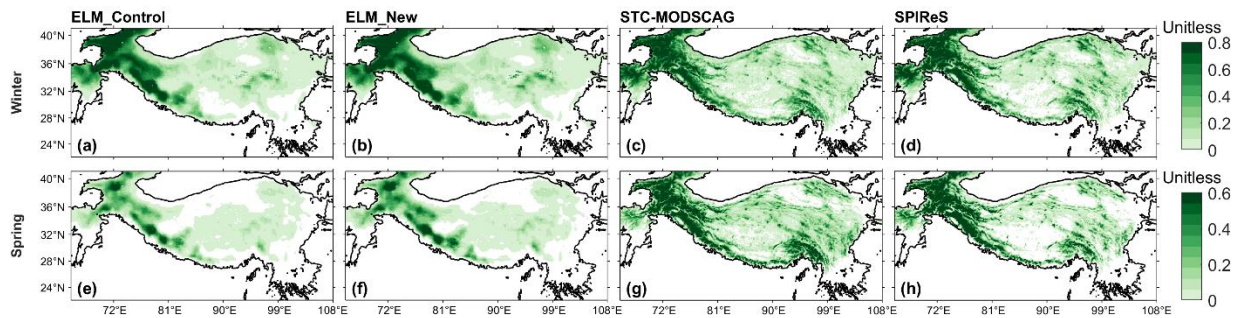 ELM_Control ELM_New STC-MODSCAG SPIReS Unitless
40°N 36°N 32°N 28°N 24°N
Winter
0.8 0.6 0.4 0.2 0
(a) (b) (c) (d)
Unitless
40°N 36°N 32°N 28°N 24°N
Spring
0.6 0.4 0.2 0
(e) (f) (g) (h)
72°E 81°E 90°E 99°E 108°E 72°E 81°E 90°E 99°E 108°E 72°E 81°E 90°E 99°E 108°E 72°E 81°E 90°E 99°E 108°E